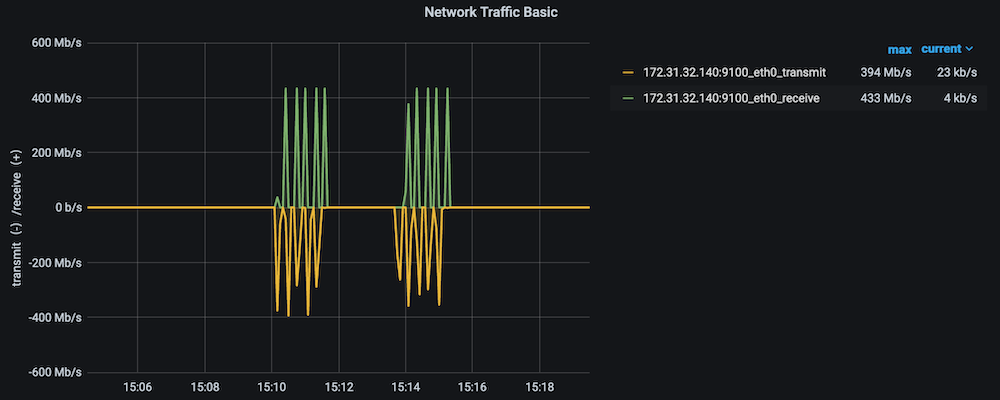 Network Traffic Basic
600 Mb/s
400 Mb/s
200 Mb/s
0 b/s
-200 Mb/s
-400 Mb/s
-600 Mb/s
transmit (-) /receive (+)
15:06 15:08 15:10 15:12 15:14 15:16 15:18
max current
172.31.32.140:9100_eth0_transmit 394 Mb/s 23 kb/s
172.31.32.140:9100_eth0_receive 433 Mb/s 4 kb/s